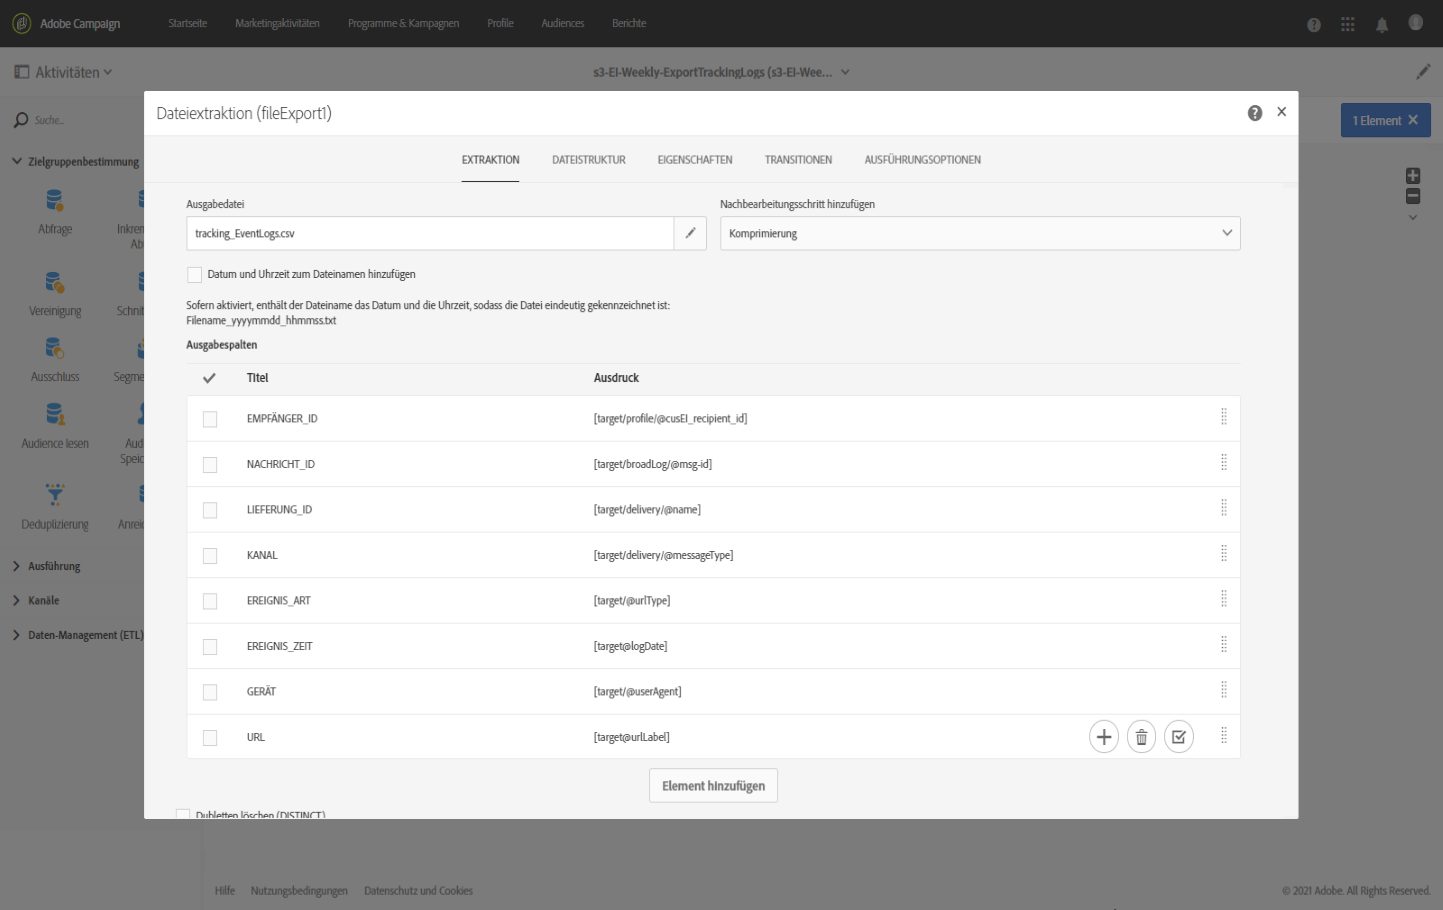 Adobe Campaign
Startseite
Marketingaktivitäten
Programme & Kampagnen
Profile
Audiences
Berichte
Aktivitäten
s3-EI-Weekly-ExportTrackingLogs (s3-EI-Wee...
Dateiextraktion (fileExport1)
Suche...
1 Element
EXTRAKTION
DATEISTRUKTUR
EIGENSCHAFTEN
TRANSITIONEN
AUSFÜHRUNGSOPTIONEN
Zielgruppenbestimmung
Abfrage
Inkrem
Ab
Vereinigung
Schnit
Ausschluss
Segme
Audience lesen
Aud
Speic
Deduplizierung
Anreic
Ausführung
Kanäle
Daten-Management (ETL)
Ausgabedatei
Nachbearbeitungsschritt hinzufügen
tracking_EventLogs.csv
Komprimierung
Datum und Uhrzeit zum Dateinamen hinzufügen
Sofern aktiviert, enthält der Dateiname das Datum und die Uhrzeit, sodass die Datei eindeutig gekennzeichnet ist:
Filename_yyyymmdd_hhmmss.txt
Ausgabespalten
Titel
Ausdruck
EMPFÄNGER_ID
[target/profile/@cusEI_recipient_id]
NACHRICHT_ID
[target/broadLog/@msg-id]
LIEFERUNG_ID
[target/delivery/@name]
KANAL
[target/delivery/@messageType]
EREIGNIS_ART
[target/@urlType]
EREIGNIS_ZEIT
[target@logDate]
GERÄT
[target/@userAgent]
URL
[target@urlLabel]
Element hinzufügen
Dubletten löschen (DISTINCT)
Hilfe
Nutzungsbedingungen
Datenschutz und Cookies
© 2021 Adobe. All Rights Reserved.